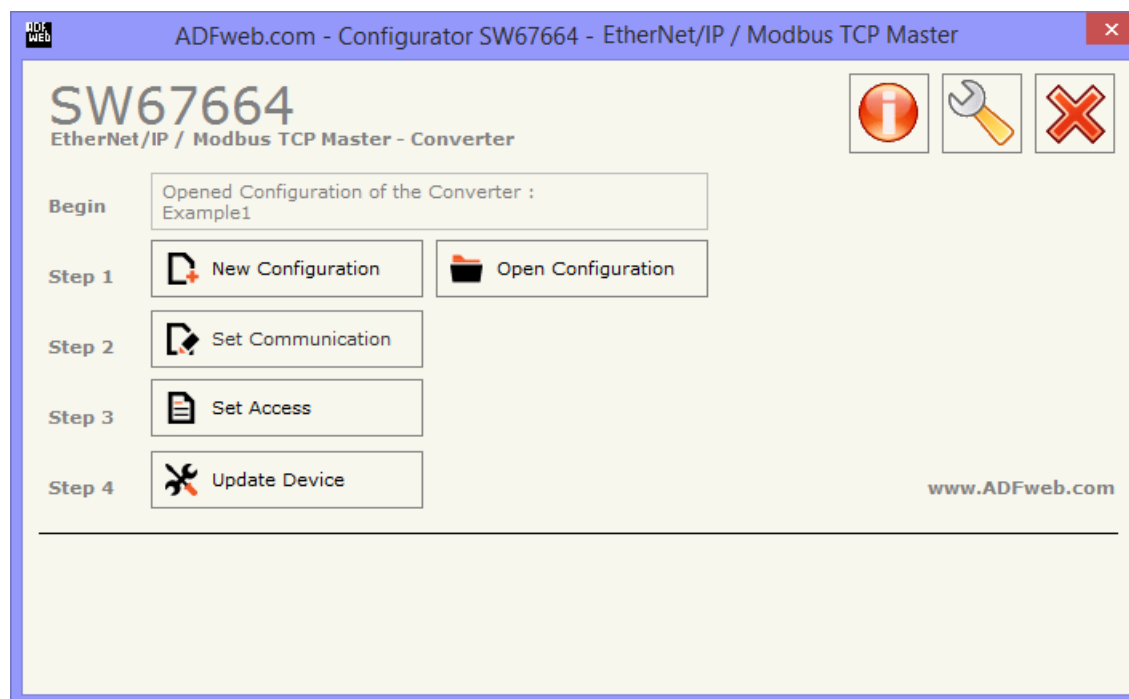 ADF
WEB
ADFweb.com - Configurator SW67664 - EtherNet/IP / Modbus TCP Master
SW67664
EtherNet/IP / Modbus TCP Master - Converter
Begin
Opened Configuration of the Converter :
Example1
Step 1
New Configuration
Open Configuration
Step 2
Set Communication
Step 3
Set Access
Step 4
Update Device
www.ADFweb.com